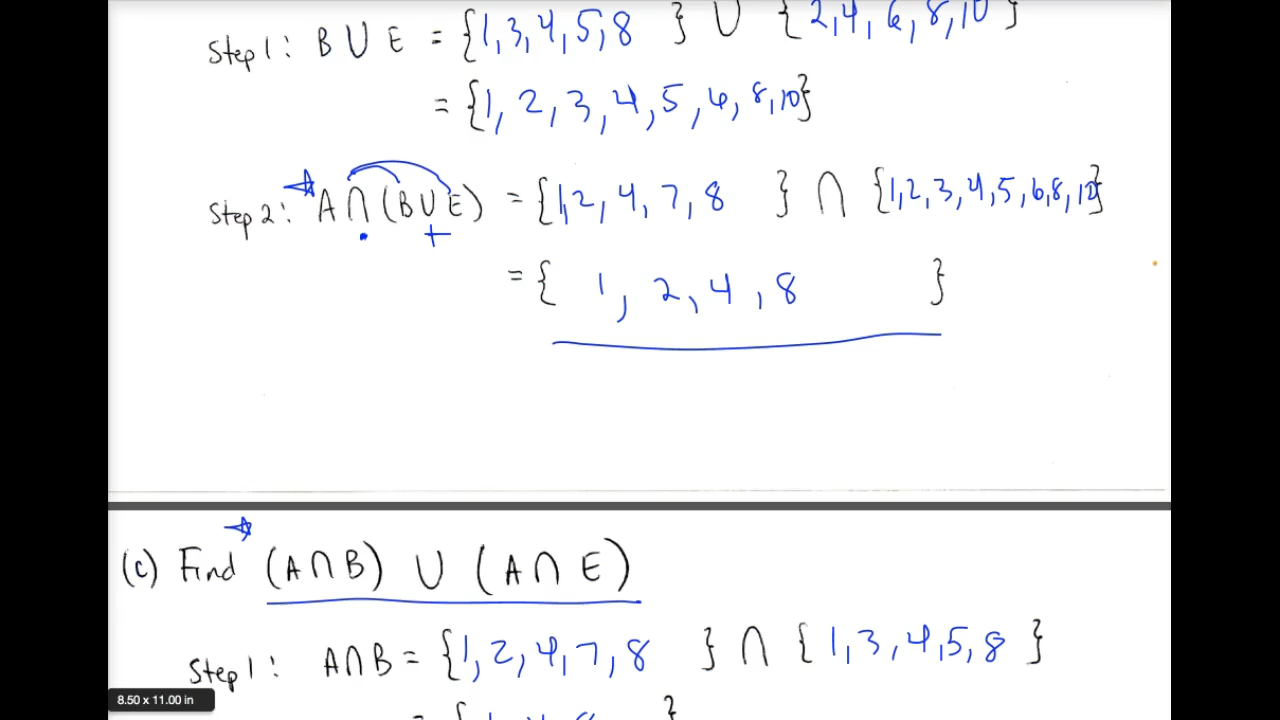 Step 1: B ∪ E = {1, 3, 4, 5, 8 } ∪ {2, 4, 6, 8, 10}
= {1, 2, 3, 4, 5, 6, 8, 10}
Step 2: A ∩ (B ∪ E) = {1, 2, 4, 7, 8 } ∩ {1, 2, 3, 4, 5, 6, 8, 10}
· +
= { 1, 2, 4, 8 }
(c) Find (A ∩ B) ∪ (A ∩ E)
Step 1: A ∩ B = {1, 2, 4, 7, 8 } ∩ { 1, 3, 4, 5, 8 }
8.50 x 11.00 in
= {1, 4, 8 }